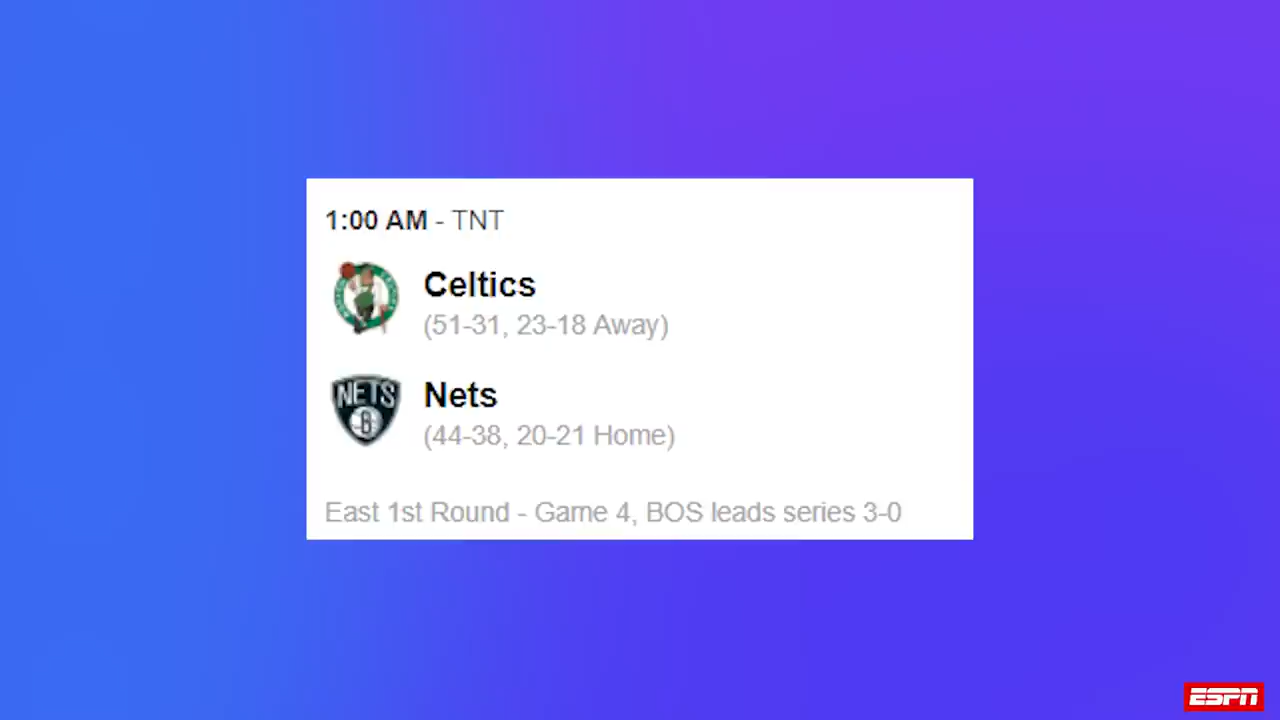 1:00 AM - TNT
Celtics
(51-31, 23-18 Away)
NETS
B
Nets
(44-38, 20-21 Home)
East 1st Round - Game 4, BOS leads series 3-0
ESPN